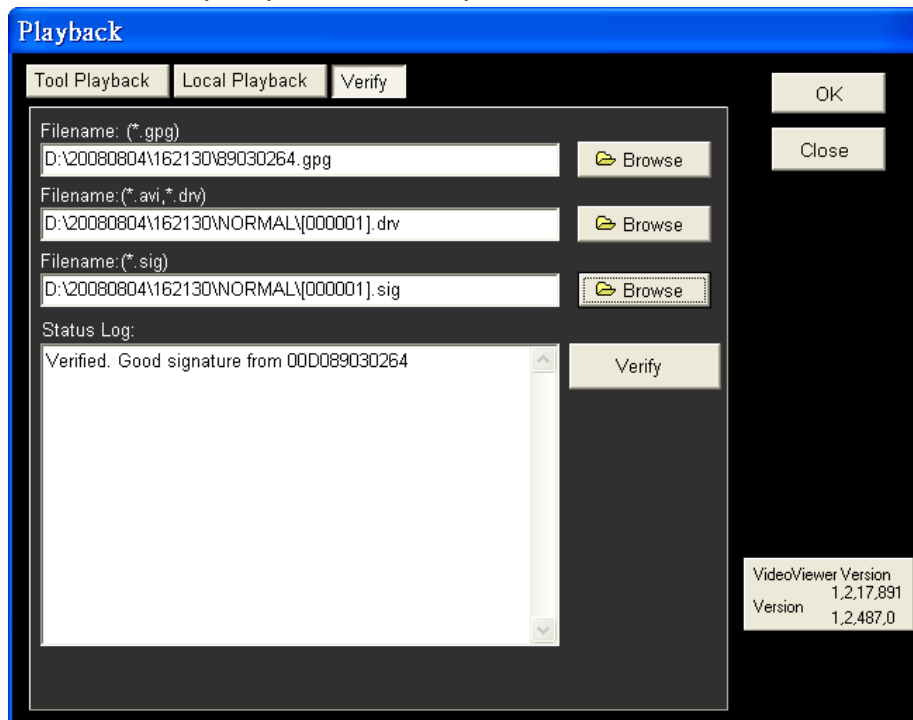 Playback
Tool Playback Local Playback Verify
OK
Close
Filename: (*.gpg)
D:\20080804\162130\89030264.gpg
Browse
Filename:(*.avi,*.drv)
D:\20080804\162130\NORMAL\[000001].drv
Browse
Filename:(*.sig)
D:\20080804\162130\NORMAL\[000001].sig
Browse
Status Log:
Verified. Good signature from 00D089030264
Verify
VideoViewer Version
1,2,17,891
Version
1,2,487,0